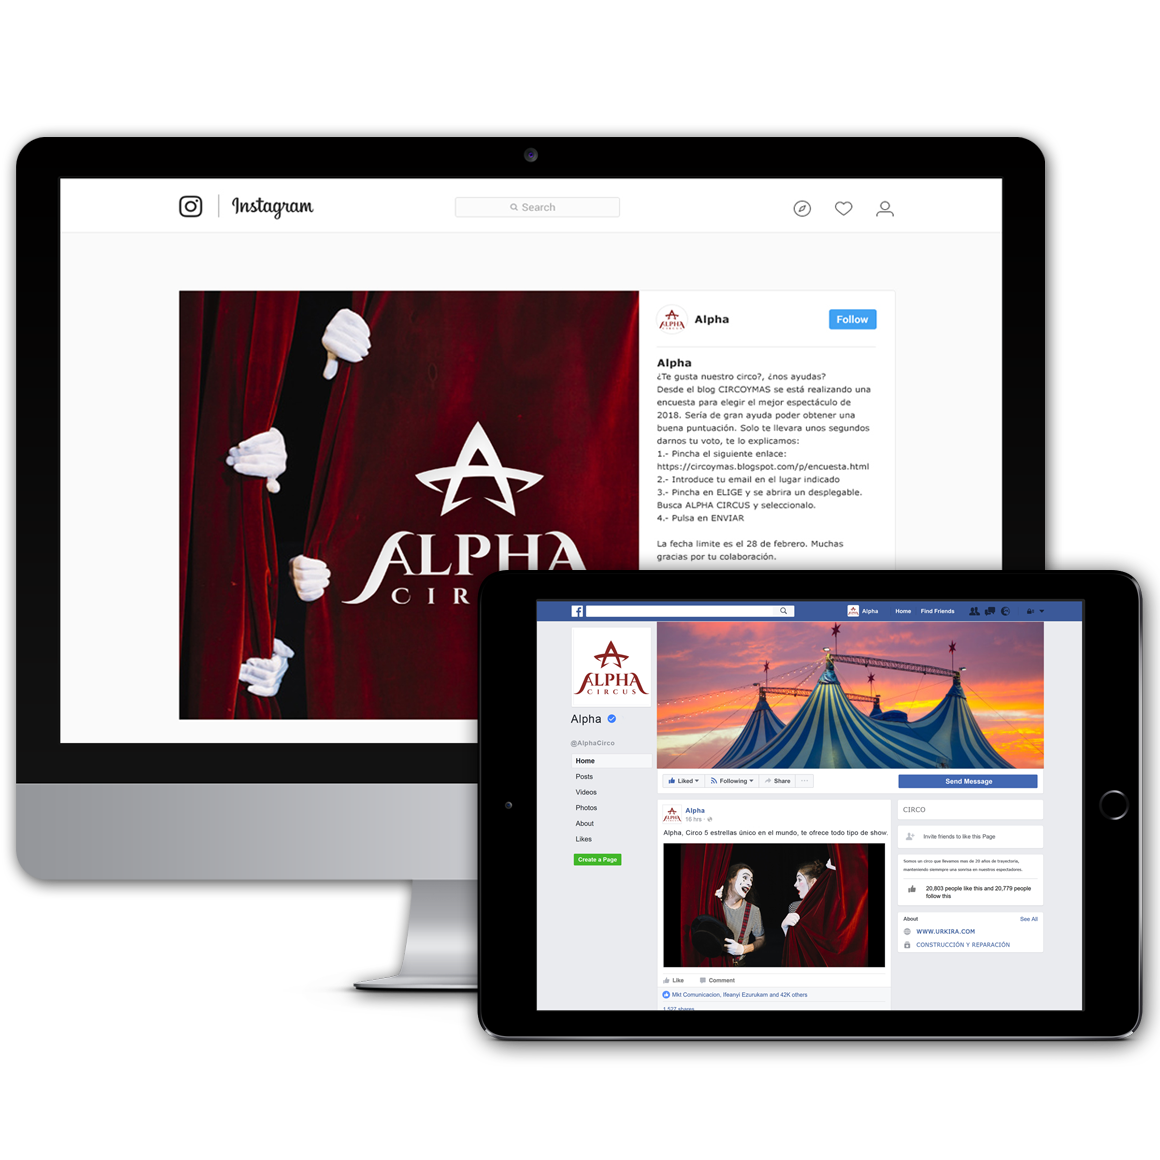 Instagram
Search
Alpha
Follow
ALPHA
Alpha
¿Te gusta nuestro circo?, ¿nos ayudas?
Desde el blog CIRCOYMAS se está realizando una
encuesta para elegir el mejor espectáculo de
2018. Sería de gran ayuda poder obtener una
buena puntuación. Solo te llevara unos segundos
darnos tu voto, te lo explicamos:
1.- Pincha el siguiente enlace:
https://circoymas.blogspot.com/p/encuesta.html
2.- Introduce tu email en el lugar indicado
3.- Pincha en ELIGE y se abrira un desplegable.
Busca ALPHA CIRCUS y seleccionalo.
4.- Pulsa en ENVIAR
La fecha limite es el 28 de febrero. Muchas
gracias por tu colaboración.
ALPHA
CIR
Alpha
Home
Find Friends
ALPHA
CIRCUS
Alpha
@AlphaCirco
Home
Posts
Videos
Photos
About
Likes
Create a Page
Liked
Following
Share
Send Message
Alpha
16 hrs
Alpha, Circo 5 estrellas único en el mundo, te ofrece todo tipo de show.
Like
Comment
Mkt Comunicacion, Ifeanyi Ezurukam and 42K others
1,527 shares
CIRCO
Invite friends to like this Page
Somos un circo que llevamos mas de 20 años de trayectoria,
manteniendo siemmpre una sonrisa en nuestros espectadores.
20,803 people like this and 20,779 people
follow this
About
See All
WWW.URKIRA.COM
CONSTRUCCIÓN Y REPARACIÓN